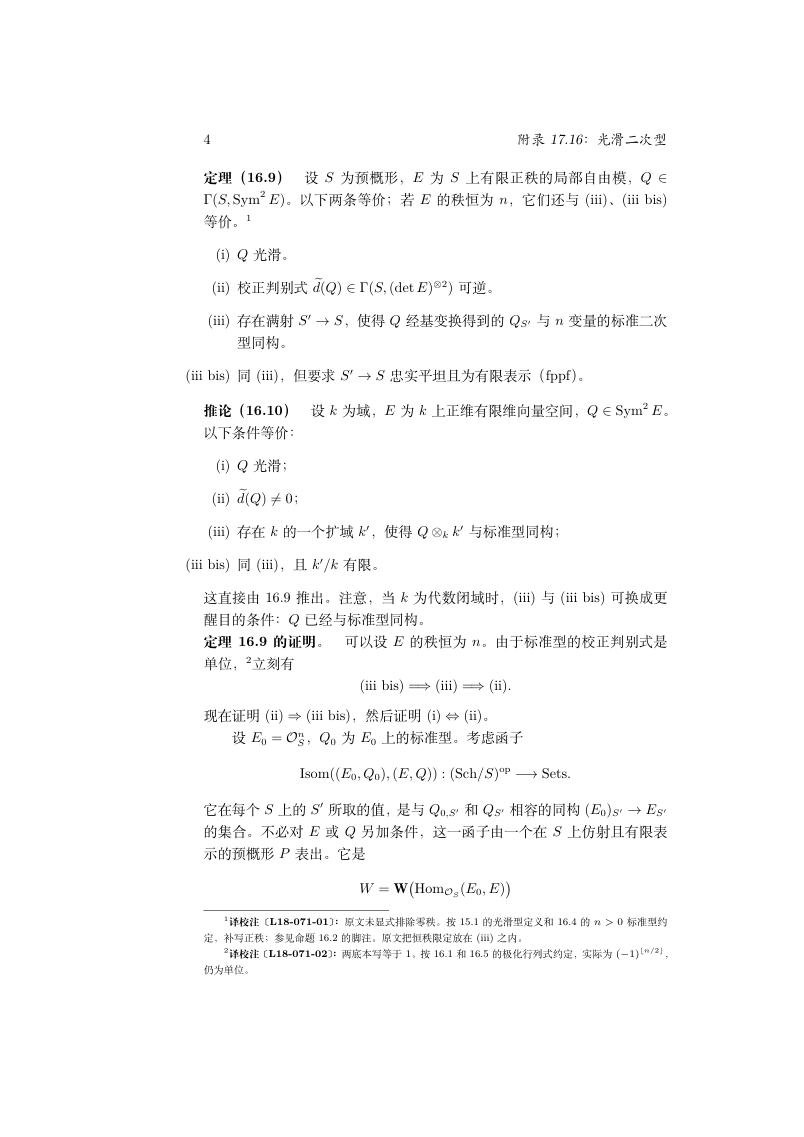 4 附录 17.16：光滑二次型
定理（16.9） 设 S 为预概形，E 为 S 上有限正秩的局部自由模，Q ∈
Γ(S, Sym² E)。以下两条等价；若 E 的秩恒为 n，它们还与 (iii)、(iii bis)
等价。¹
(i) Q 光滑。
(ii) 校正判别式 d̃(Q) ∈ Γ(S, (det E)^{⊗2}) 可逆。
(iii) 存在满射 S′ → S，使得 Q 经基变换得到的 Q_{S′} 与 n 变量的标准二次
型同构。
(iii bis) 同 (iii)，但要求 S′ → S 忠实平坦且为有限表示（fppf）。
推论（16.10） 设 k 为域，E 为 k 上正维有限维向量空间，Q ∈ Sym² E。
以下条件等价：
(i) Q 光滑；
(ii) d̃(Q) ≠ 0；
(iii) 存在 k 的一个扩域 k′，使得 Q ⊗_k k′ 与标准型同构；
(iii bis) 同 (iii)，且 k′/k 有限。
这直接由 16.9 推出。注意，当 k 为代数闭域时，(iii) 与 (iii bis) 可换成更
醒目的条件：Q 已经与标准型同构。
定理 16.9 的证明。 可以设 E 的秩恒为 n。由于标准型的校正判别式是
单位，²立刻有
(iii bis) ⟹ (iii) ⟹ (ii).
现在证明 (ii) ⇒ (iii bis)，然后证明 (i) ⇔ (ii)。
设 E₀ = 𝒪_S^n，Q₀ 为 E₀ 上的标准型。考虑函子
Isom((E₀, Q₀), (E, Q)) : (Sch/S)^{op} ⟶ Sets.
它在每个 S 上的 S′ 所取的值，是与 Q_{0,S′} 和 Q_{S′} 相容的同构 (E₀)_{S′} → E_{S′}
的集合。不必对 E 或 Q 另加条件，这一函子由一个在 S 上仿射且有限表
示的预概形 P 表出。它是
W = 𝐖(Hom_{𝒪_S}(E₀, E))
¹译校注〔L18-071-01〕：原文未显式排除零秩。按 15.1 的光滑型定义和 16.4 的 n > 0 标准型约
定，补写正秩；参见命题 16.2 的脚注。原文把恒秩限定放在 (iii) 之内。
²译校注〔L18-071-02〕：两底本写等于 1。按 16.1 和 16.5 的极化行列式约定，实际为 (−1)^{⌊n/2⌋}，
仍为单位。